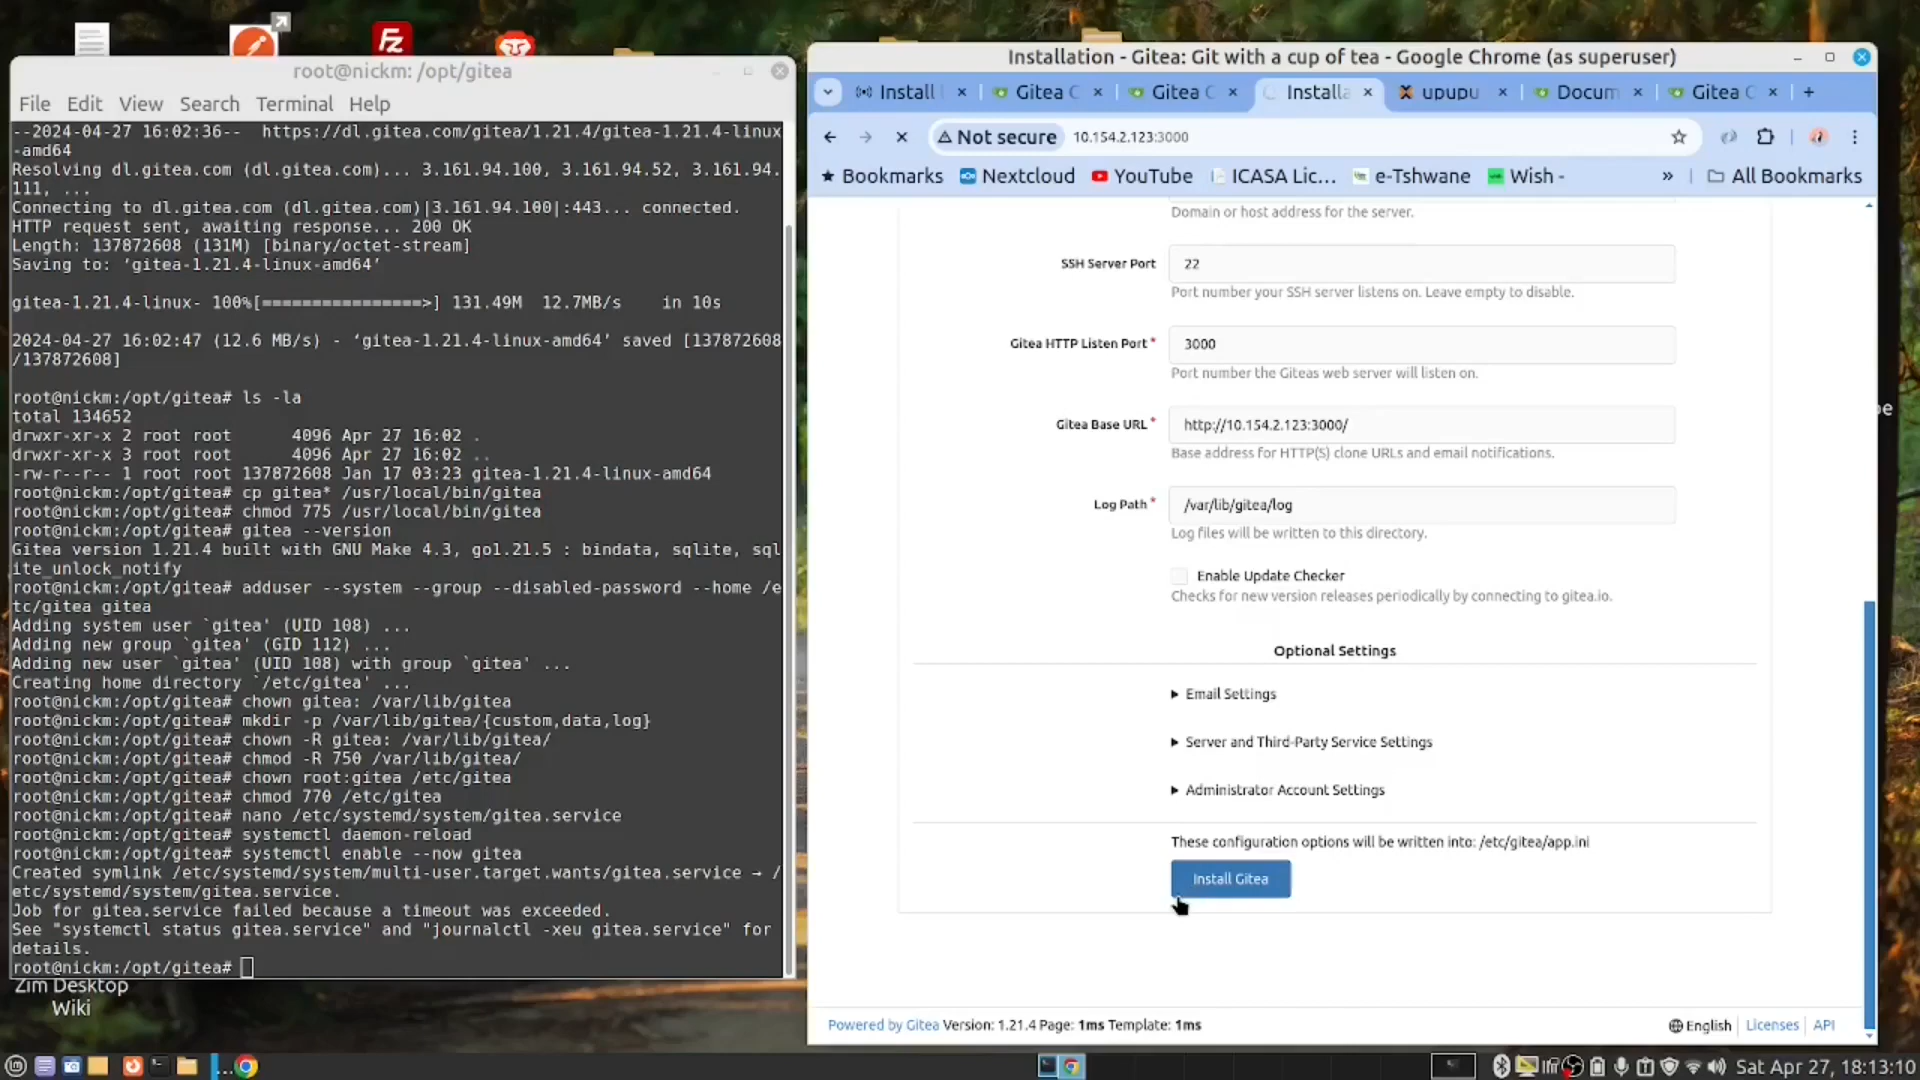 root@nickm: /opt/gitea
File Edit View Search Terminal Help
--2024-04-27 16:02:36-- https://dl.gitea.com/gitea/1.21.4/gitea-1.21.4-linux
-amd64
Resolving dl.gitea.com (dl.gitea.com)... 3.161.94.100, 3.161.94.52, 3.161.94.
111, ...
Connecting to dl.gitea.com (dl.gitea.com)|3.161.94.100|:443... connected.
HTTP request sent, awaiting response... 200 OK
Length: 137872608 (131M) [binary/octet-stream]
Saving to: ‘gitea-1.21.4-linux-amd64’
gitea-1.21.4-linux- 100%[================>] 131.49M 12.7MB/s in 10s
2024-04-27 16:02:47 (12.6 MB/s) - ‘gitea-1.21.4-linux-amd64’ saved [137872608
/137872608]
root@nickm:/opt/gitea# ls -la
total 134652
drwxr-xr-x 2 root root 4096 Apr 27 16:02 .
drwxr-xr-x 3 root root 4096 Apr 27 16:02 ..
-rw-r--r-- 1 root root 137872608 Jan 17 03:23 gitea-1.21.4-linux-amd64
root@nickm:/opt/gitea# cp gitea* /usr/local/bin/gitea
root@nickm:/opt/gitea# chmod 775 /usr/local/bin/gitea
root@nickm:/opt/gitea# gitea --version
Gitea version 1.21.4 built with GNU Make 4.3, go1.21.5 : bindata, sqlite, sql
ite_unlock_notify
root@nickm:/opt/gitea# adduser --system --group --disabled-password --home /e
tc/gitea gitea
Adding system user `gitea' (UID 108) ...
Adding new group `gitea' (GID 112) ...
Adding new user `gitea' (UID 108) with group `gitea' ...
Creating home directory `/etc/gitea' ...
root@nickm:/opt/gitea# chown gitea: /var/lib/gitea
root@nickm:/opt/gitea# mkdir -p /var/lib/gitea/{custom,data,log}
root@nickm:/opt/gitea# chown -R gitea: /var/lib/gitea/
root@nickm:/opt/gitea# chmod -R 750 /var/lib/gitea/
root@nickm:/opt/gitea# chown root:gitea /etc/gitea
root@nickm:/opt/gitea# chmod 770 /etc/gitea
root@nickm:/opt/gitea# nano /etc/systemd/system/gitea.service
root@nickm:/opt/gitea# systemctl daemon-reload
root@nickm:/opt/gitea# systemctl enable --now gitea
Created symlink /etc/systemd/system/multi-user.target.wants/gitea.service → /
etc/systemd/system/gitea.service.
Job for gitea.service failed because a timeout was exceeded.
See "systemctl status gitea.service" and "journalctl -xeu gitea.service" for
details.
root@nickm:/opt/gitea#
Zim Desktop
Wiki
Installation - Gitea: Git with a cup of tea - Google Chrome (as superuser)
Install Gitea C Gitea C Installa upupu Docum Gitea C
Not secure 10.154.2.123:3000
Bookmarks Nextcloud YouTube ICASA Lic... e-Tshwane Wish - » All Bookmarks
Domain or host address for the server.
SSH Server Port 22
Port number your SSH server listens on. Leave empty to disable.
Gitea HTTP Listen Port * 3000
Port number the Giteas web server will listen on.
Gitea Base URL * http://10.154.2.123:3000/
Base address for HTTP(S) clone URLs and email notifications.
Log Path * /var/lib/gitea/log
Log files will be written to this directory.
Enable Update Checker
Checks for new version releases periodically by connecting to gitea.io.
Optional Settings
Email Settings
Server and Third-Party Service Settings
Administrator Account Settings
These configuration options will be written into: /etc/gitea/app.ini
Install Gitea
Powered by Gitea Version: 1.21.4 Page: 1ms Template: 1ms
English Licenses API
Sat Apr 27, 18:13:10